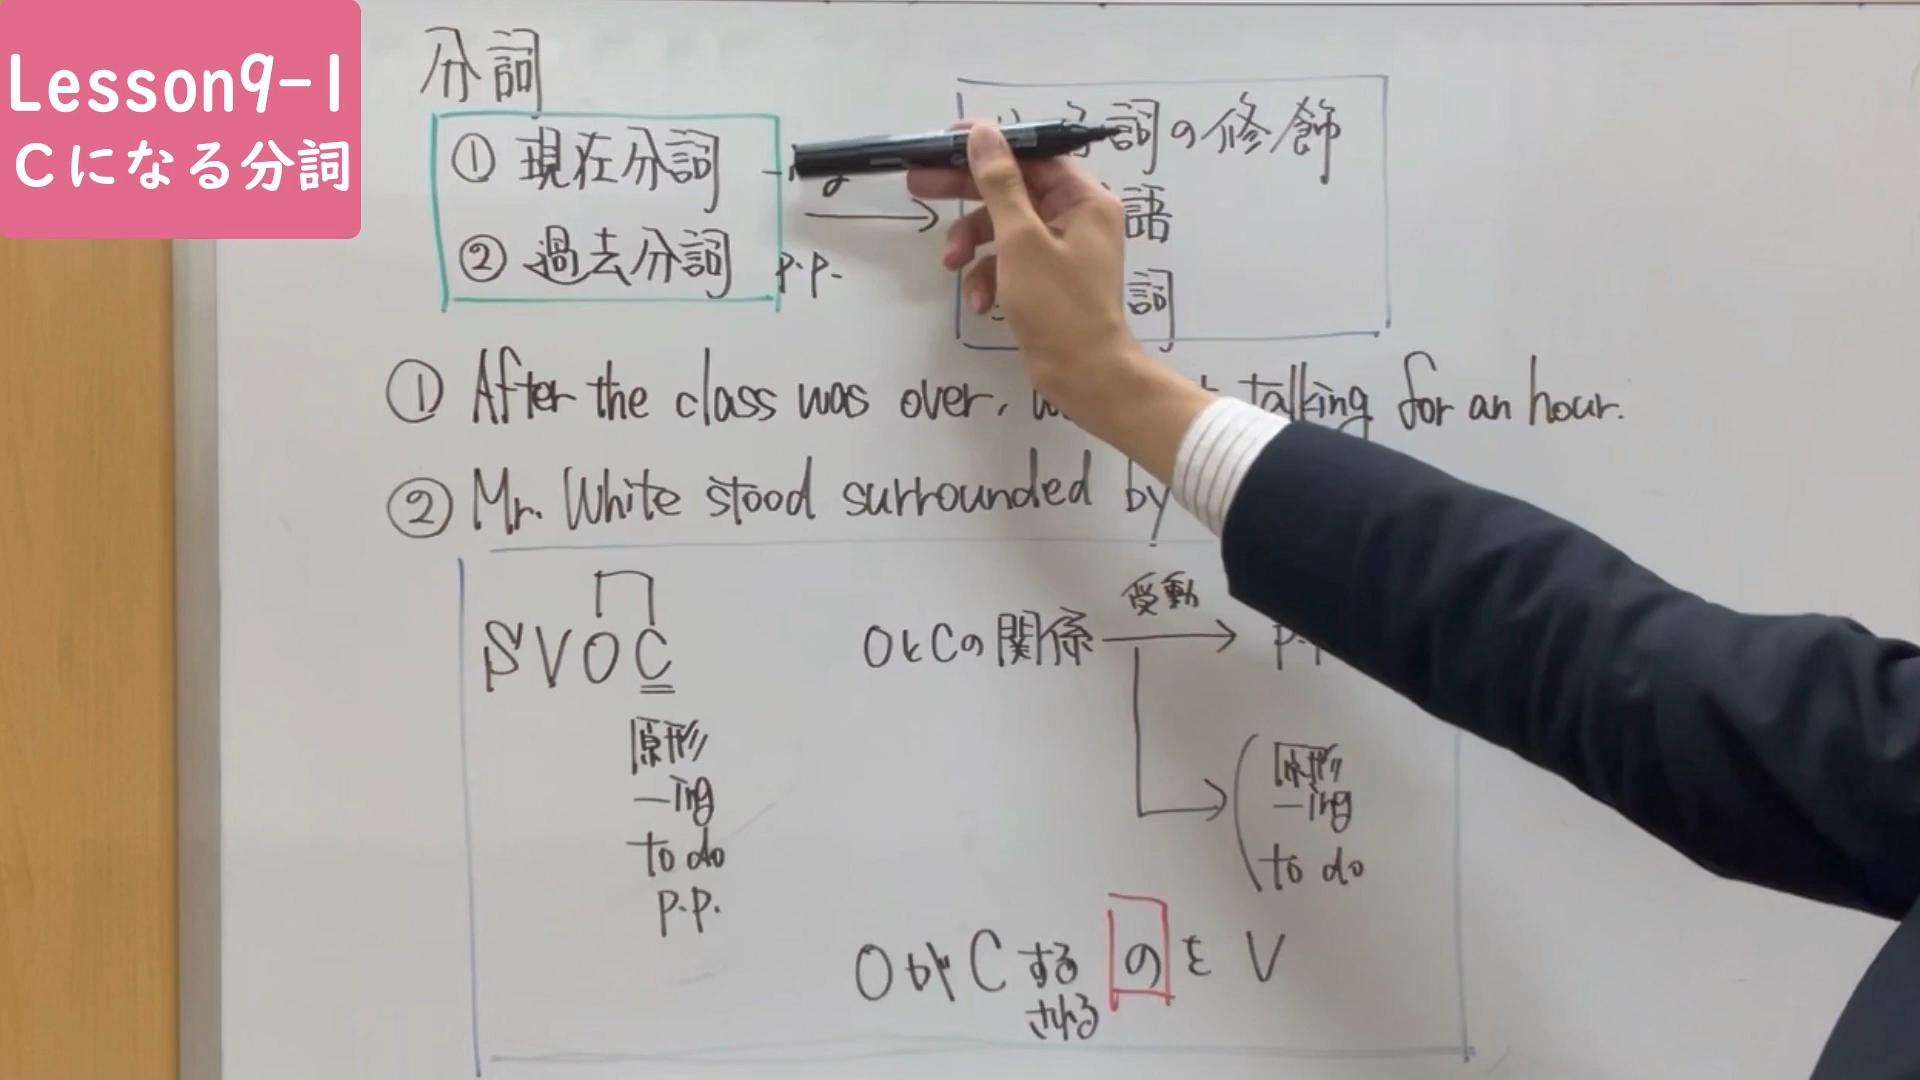 Lesson9-1
Cになる分詞
分詞
① 現在分詞
② 過去分詞 p.p.
詞の修飾
語
詞
① After the class was over, talking for an hour.
② Mr. White stood surrounded by
SVOC
原形
-ing
to do
p.p.
OとCの関係
受動
原形
-ing
to do
OがCするのをV
される